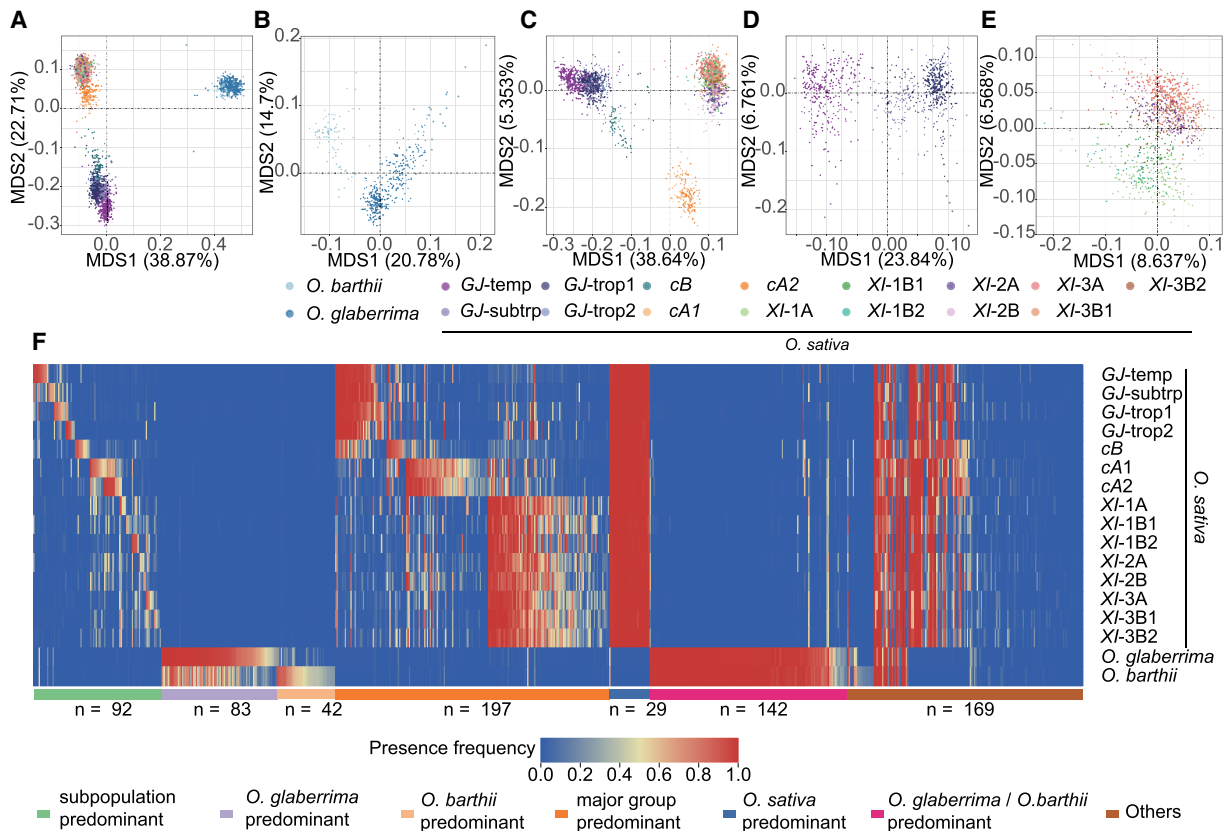 A
B
C
D
E
MDS2 (22.71%)
0.1
0.0
-0.1
-0.2
-0.3
0.0 0.2 0.4
MDS1 (38.87%)
MDS2 (14.7%)
0.2
0.1
0.0
-0.1 0.0 0.1 0.2
MDS1 (20.78%)
MDS2 (5.353%)
0.0
-0.1
-0.2
-0.3 -0.2 -0.1 0.0 0.1
MDS1 (38.64%)
MDS2 (6.761%)
0.0
-0.1
-0.2
-0.10 0.00 0.10
MDS1 (23.84%)
MDS2 (6.568%)
0.10
0.05
0.00
-0.05
-0.10
-0.15
-0.2 -0.1 0.0 0.1
MDS1 (8.637%)
O. barthii GJ-temp GJ-trop1 cB cA2 XI-1B1 XI-2A XI-3A XI-3B2
O. glaberrima GJ-subtrp GJ-trop2 cA1 XI-1A XI-1B2 XI-2B XI-3B1
O. sativa
F
GJ-temp
GJ-subtrp
GJ-trop1
GJ-trop2
cB
cA1
cA2
XI-1A
XI-1B1
XI-1B2
XI-2A
XI-2B
XI-3A
XI-3B1
XI-3B2
O. sativa
O. glaberrima
O. barthii
n = 92 n = 83 n = 42 n = 197 n = 29 n = 142 n = 169
Presence frequency
0.0 0.2 0.4 0.6 0.8 1.0
subpopulation predominant
O. glaberrima predominant
O. barthii predominant
major group predominant
O. sativa predominant
O. glaberrima / O.barthii predominant
Others